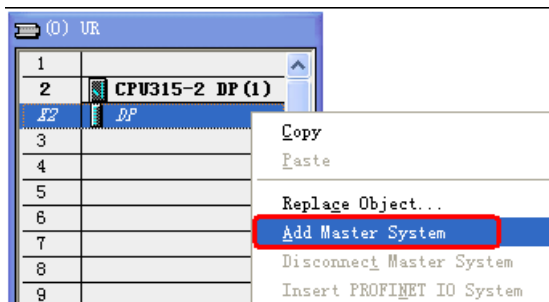 (0) UR
1
2 CPU315-2 DP(1)
X2 DP
3
4
5
6
7
8
9
Copy
Paste
Replace Object...
Add Master System
Disconnect Master System
Insert PROFINET IO System